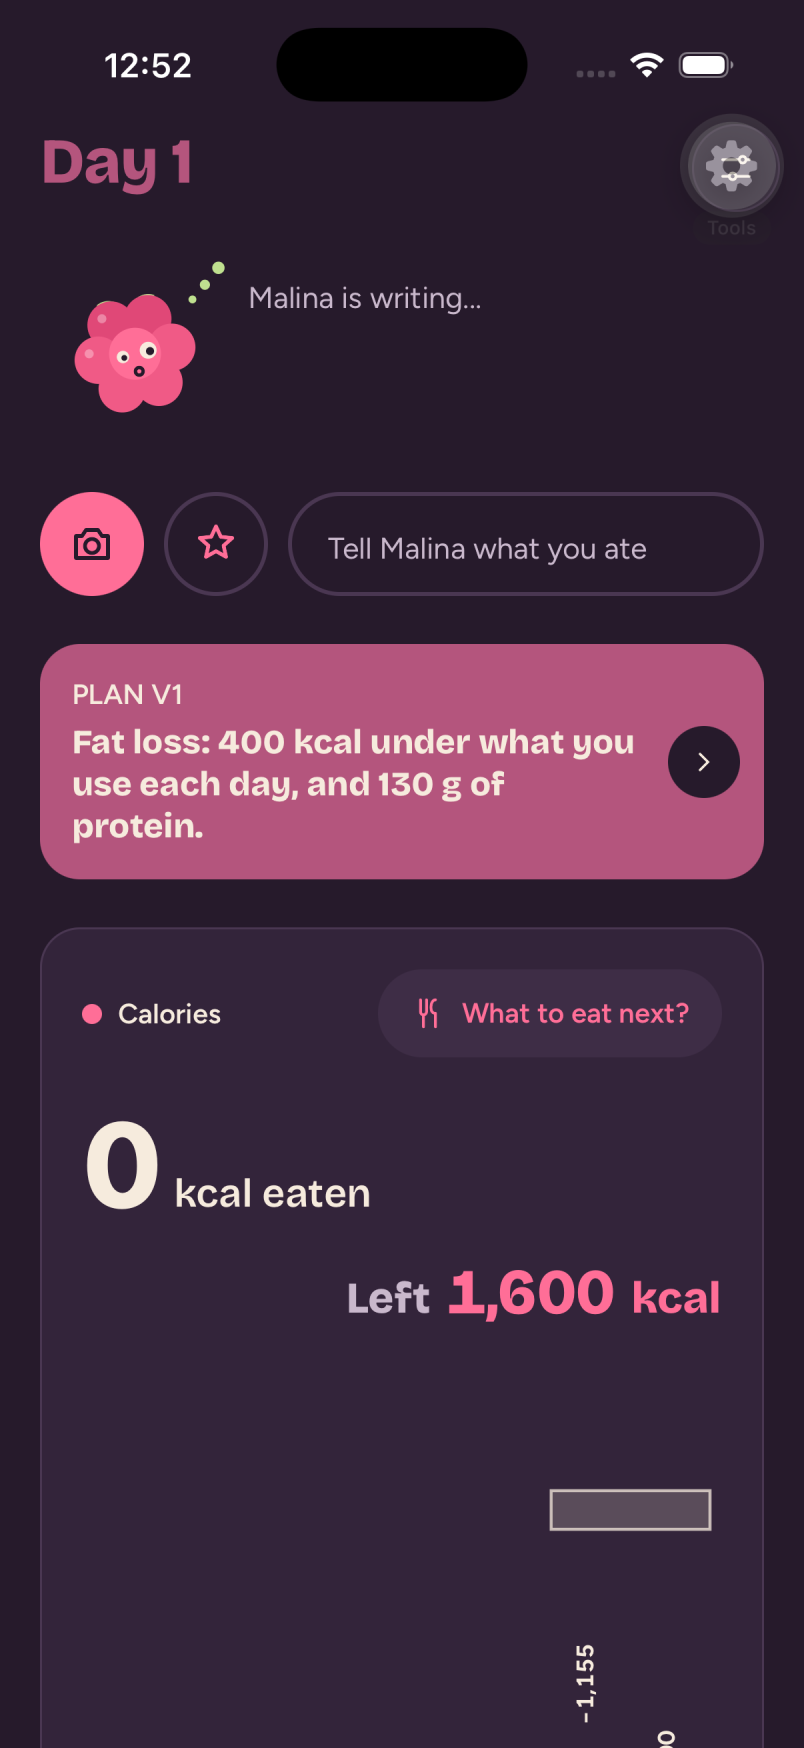 12:52
Day 1
Tools
Malina is writing...
Tell Malina what you ate
PLAN V1
Fat loss: 400 kcal under what you
use each day, and 130 g of
protein.
Calories
What to eat next?
0 kcal eaten
Left 1,600 kcal
-1,155